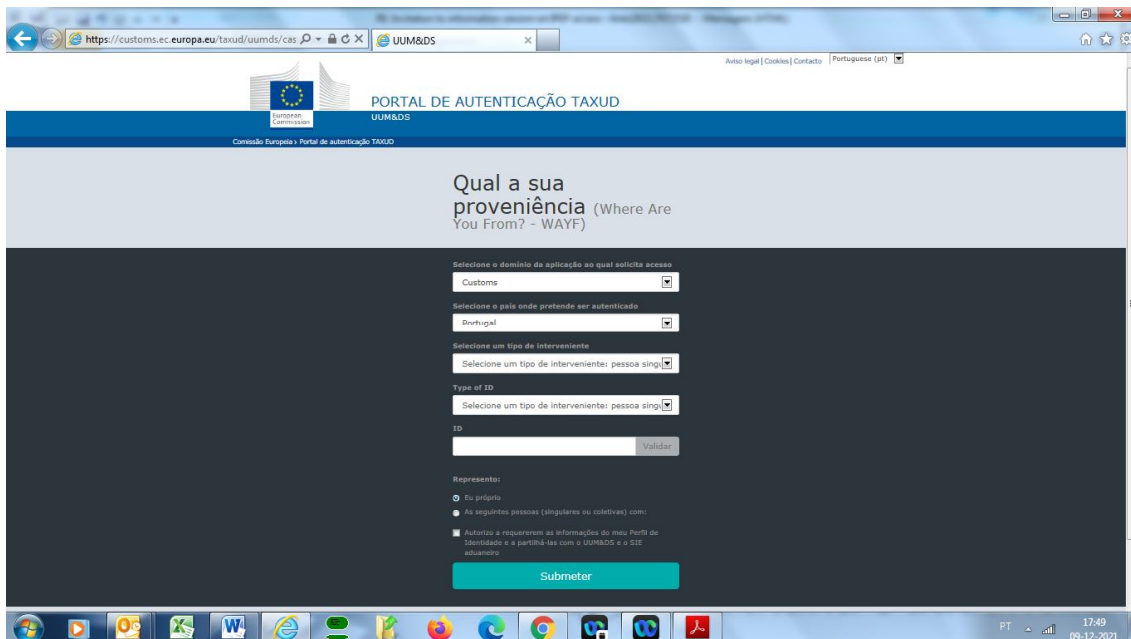 https://customs.ec.europa.eu/taxud/uumds/cas
UUM&DS
Aviso legal | Cookies | Contacto
Portuguese (pt)
European
Commission
PORTAL DE AUTENTICAÇÃO TAXUD
UUM&DS
Comissão Europeia > Portal de autenticação TAXUD
Qual a sua
proveniência (Where Are
You From? - WAYF)
Selecione o domínio da aplicação ao qual solicita acesso
Customs
Selecione o país onde pretende ser autenticado
Portugal
Selecione um tipo de interveniente
Selecione um tipo de interveniente: pessoa singu
Type of ID
Selecione um tipo de interveniente: pessoa singu
ID
Validar
Represento:
Eu próprio
As seguintes pessoas (singulares ou coletivas) com:
Autorizo a requererem as informações do meu Perfil de
Identidade e a partilhá-las com o UUM&DS e o SIE
aduaneiro
Submeter
PT
17:49
09-12-2021